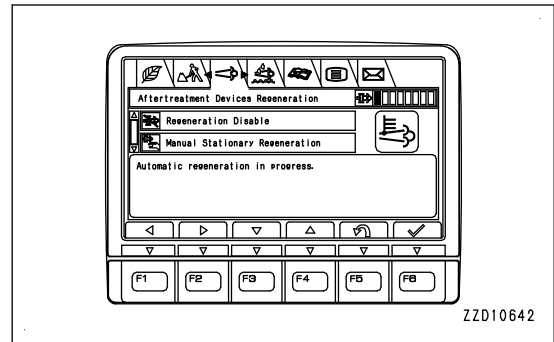 Aftertreatment Devices Regeneration
Regeneration Disable
Manual Stationary Regeneration
Automatic regeneration in progress.
F1 F2 F3 F4 F5 F6
ZZD10642